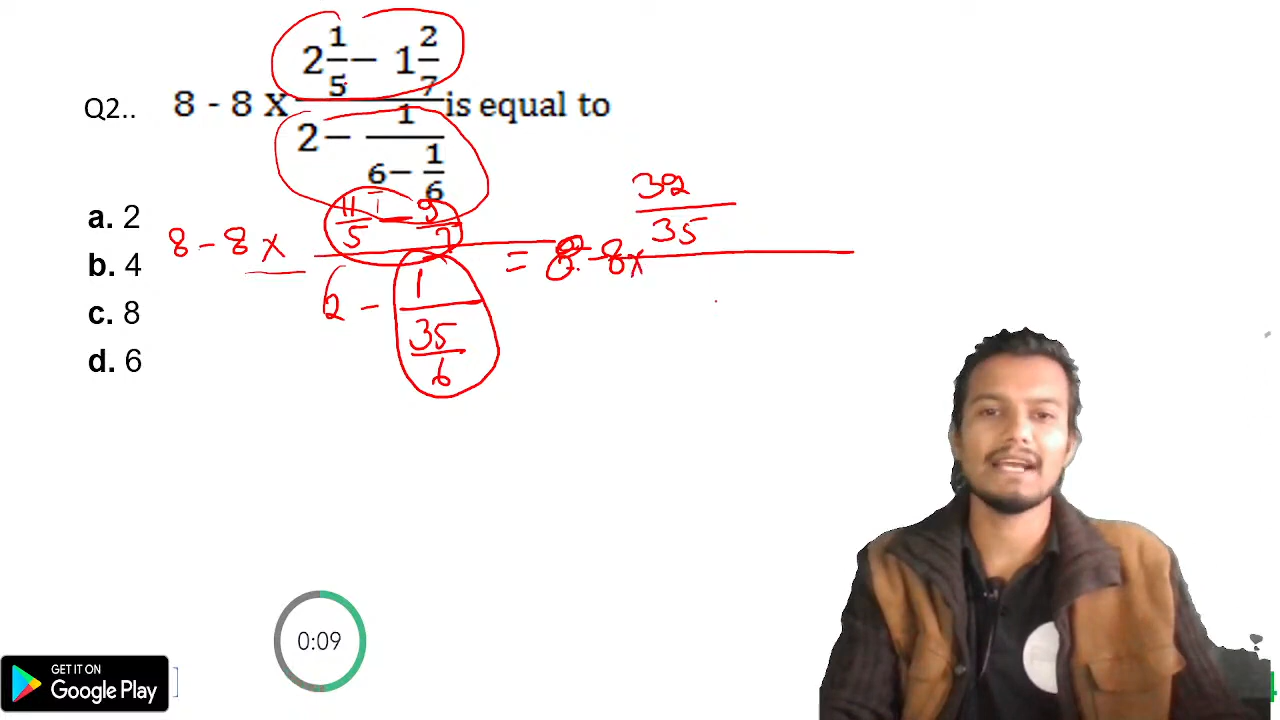 2 1/5 − 1 2/7
Q2.. 8 - 8 X is equal to
2 − 1
6 − 1/6
a. 2
b. 4
c. 8
d. 6
11/5 − 9/7
8 - 8 x
2 - 1
35
6
= 8 - 8x
32
35
0:09
GET IT ON
Google Play